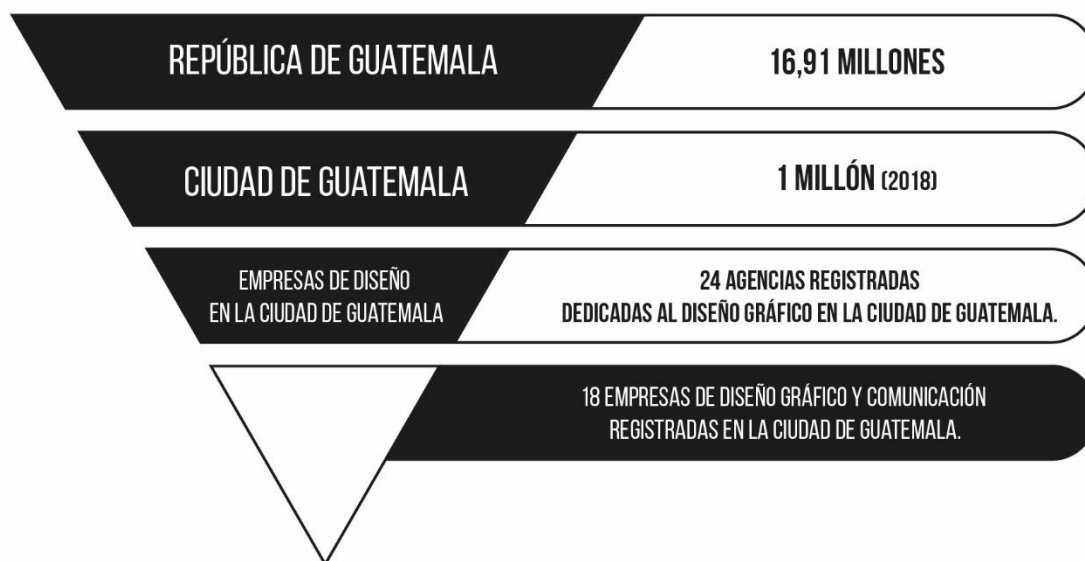 REPÚBLICA DE GUATEMALA
16,91 MILLONES
CIUDAD DE GUATEMALA
1 MILLÓN (2018)
EMPRESAS DE DISEÑO
EN LA CIUDAD DE GUATEMALA
24 AGENCIAS REGISTRADAS
DEDICADAS AL DISEÑO GRÁFICO EN LA CIUDAD DE GUATEMALA.
18 EMPRESAS DE DISEÑO GRÁFICO Y COMUNICACIÓN
REGISTRADAS EN LA CIUDAD DE GUATEMALA.